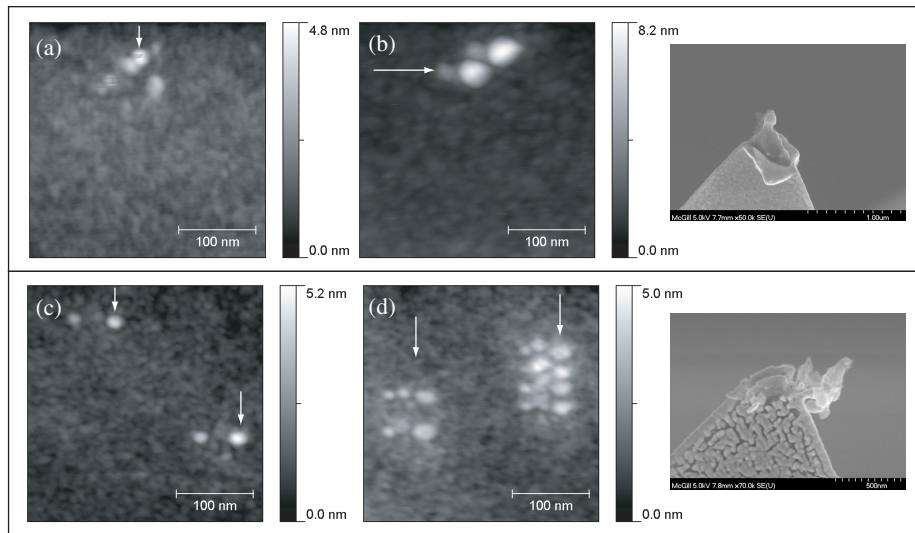 (a)
4.8 nm
0.0 nm
100 nm
(b)
8.2 nm
0.0 nm
100 nm
McGill 5.0kV 7.7mm x50.0k SE(U)
1.00um
(c)
5.2 nm
0.0 nm
100 nm
(d)
5.0 nm
0.0 nm
100 nm
McGill 5.0kV 7.8mm x70.0k SE(U)
500nm